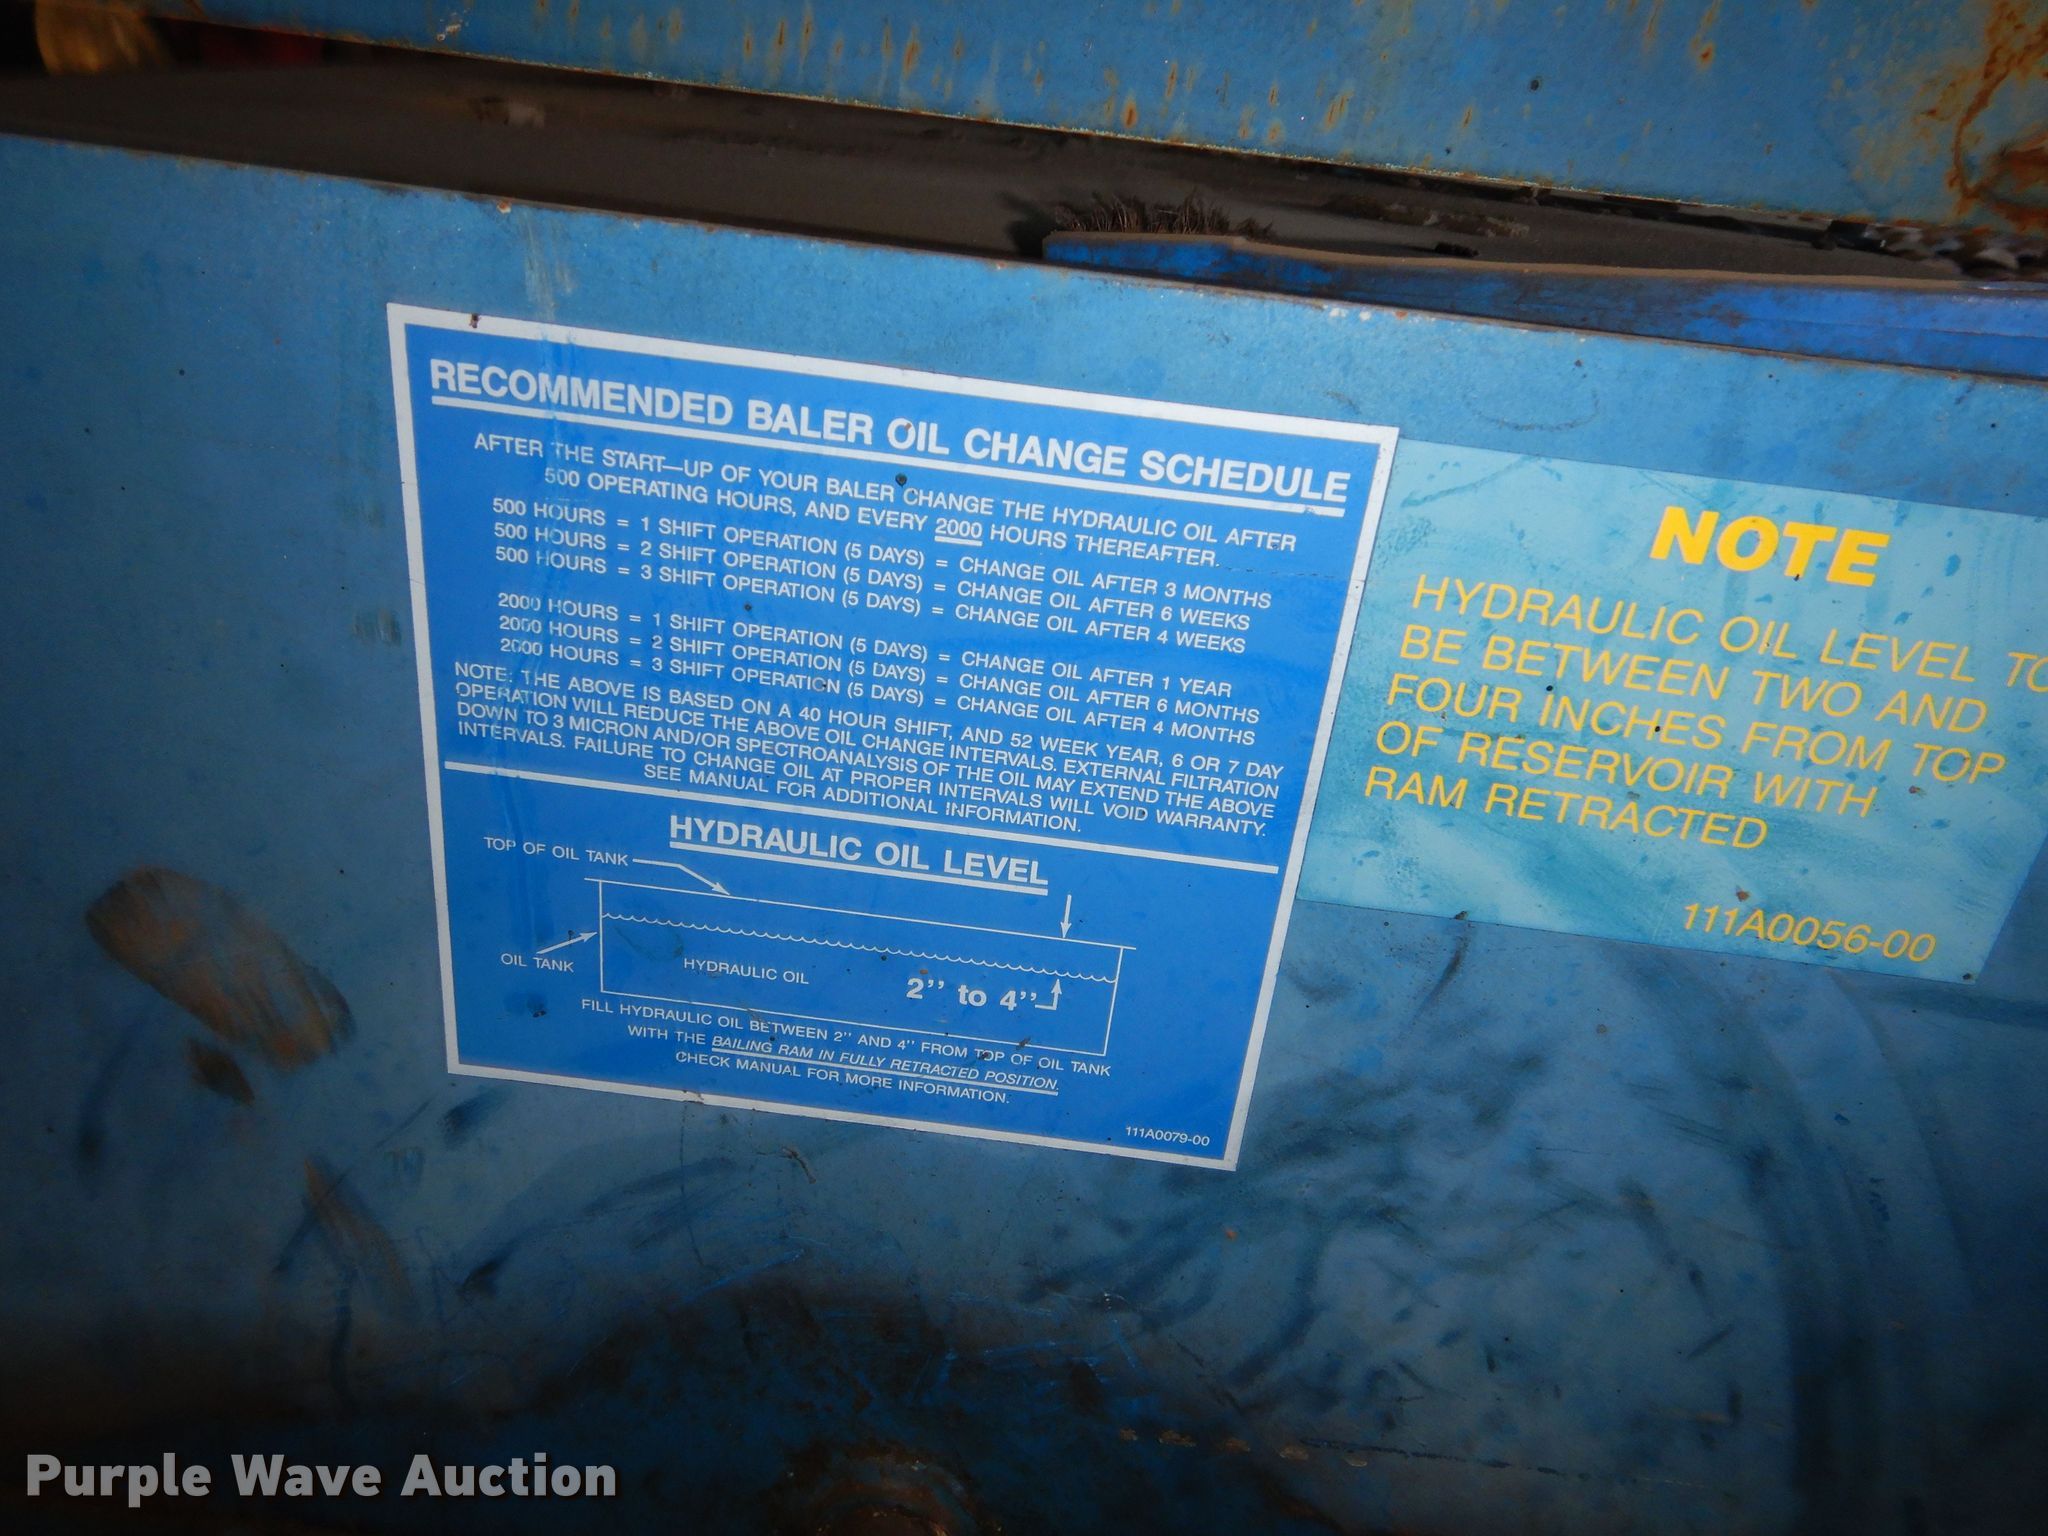 RECOMMENDED BALER OIL CHANGE SCHEDULE
AFTER THE START—UP OF YOUR BALER CHANGE THE HYDRAULIC OIL AFTER
500 OPERATING HOURS, AND EVERY 2000 HOURS THEREAFTER.
500 HOURS = 1 SHIFT OPERATION (5 DAYS) = CHANGE OIL AFTER 3 MONTHS
500 HOURS = 2 SHIFT OPERATION (5 DAYS) = CHANGE OIL AFTER 6 WEEKS
500 HOURS = 3 SHIFT OPERATION (5 DAYS) = CHANGE OIL AFTER 4 WEEKS
2000 HOURS = 1 SHIFT OPERATION (5 DAYS) = CHANGE OIL AFTER 1 YEAR
2000 HOURS = 2 SHIFT OPERATION (5 DAYS) = CHANGE OIL AFTER 6 MONTHS
2000 HOURS = 3 SHIFT OPERATION (5 DAYS) = CHANGE OIL AFTER 4 MONTHS
NOTE: THE ABOVE IS BASED ON A 40 HOUR SHIFT, AND 52 WEEK YEAR, 6 OR 7 DAY
OPERATION WILL REDUCE THE ABOVE OIL CHANGE INTERVALS. EXTERNAL FILTRATION
DOWN TO 3 MICRON AND/OR SPECTROANALYSIS OF THE OIL MAY EXTEND THE ABOVE
INTERVALS. FAILURE TO CHANGE OIL AT PROPER INTERVALS WILL VOID WARRANTY.
SEE MANUAL FOR ADDITIONAL INFORMATION.
HYDRAULIC OIL LEVEL
TOP OF OIL TANK
OIL TANK
HYDRAULIC OIL
2'' to 4''
FILL HYDRAULIC OIL BETWEEN 2'' AND 4'' FROM TOP OF OIL TANK
WITH THE BAILING RAM IN FULLY RETRACTED POSITION.
CHECK MANUAL FOR MORE INFORMATION.
111A0079-00
NOTE
HYDRAULIC OIL LEVEL TO
BE BETWEEN TWO AND
FOUR INCHES FROM TOP
OF RESERVOIR WITH
RAM RETRACTED
111A0056-00
Purple Wave Auction